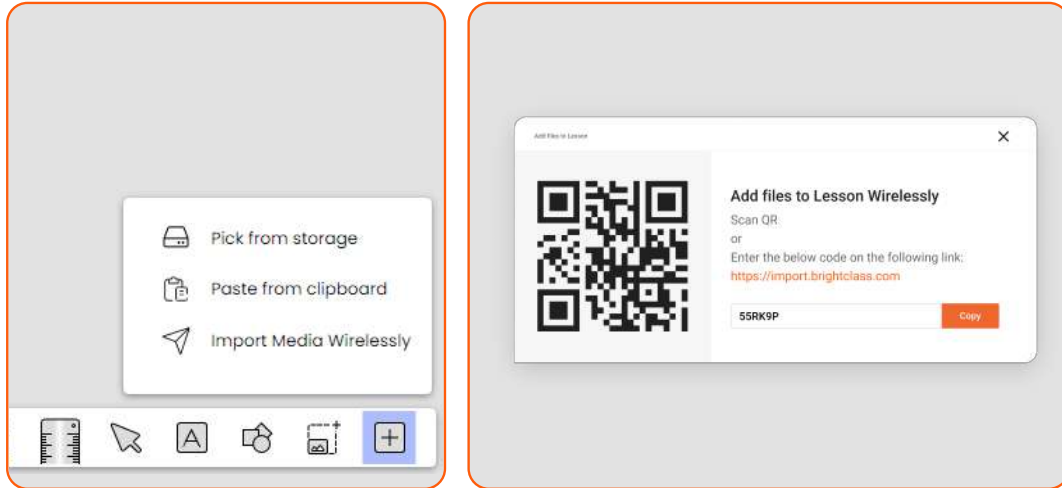 Pick from storage
Paste from clipboard
Import Media Wirelessly
A
Add Files to Lesson
Add files to Lesson Wirelessly
Scan QR
or
Enter the below code on the following link:
https://import.brightclass.com
55RK9P
Copy